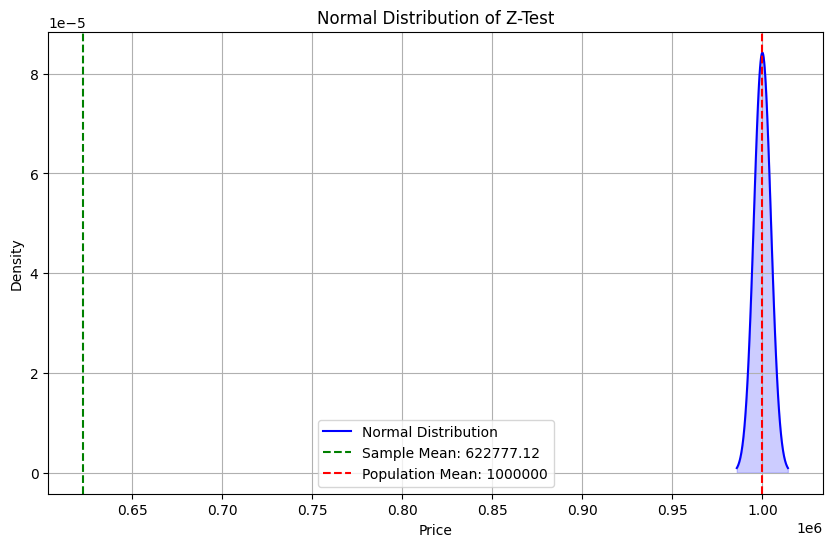 Normal Distribution of Z-Test
1e−5
Density
8
6
4
2
0
Normal Distribution
Sample Mean: 622777.12
Population Mean: 1000000
0.65 0.70 0.75 0.80 0.85 0.90 0.95 1.00
1e6
Price